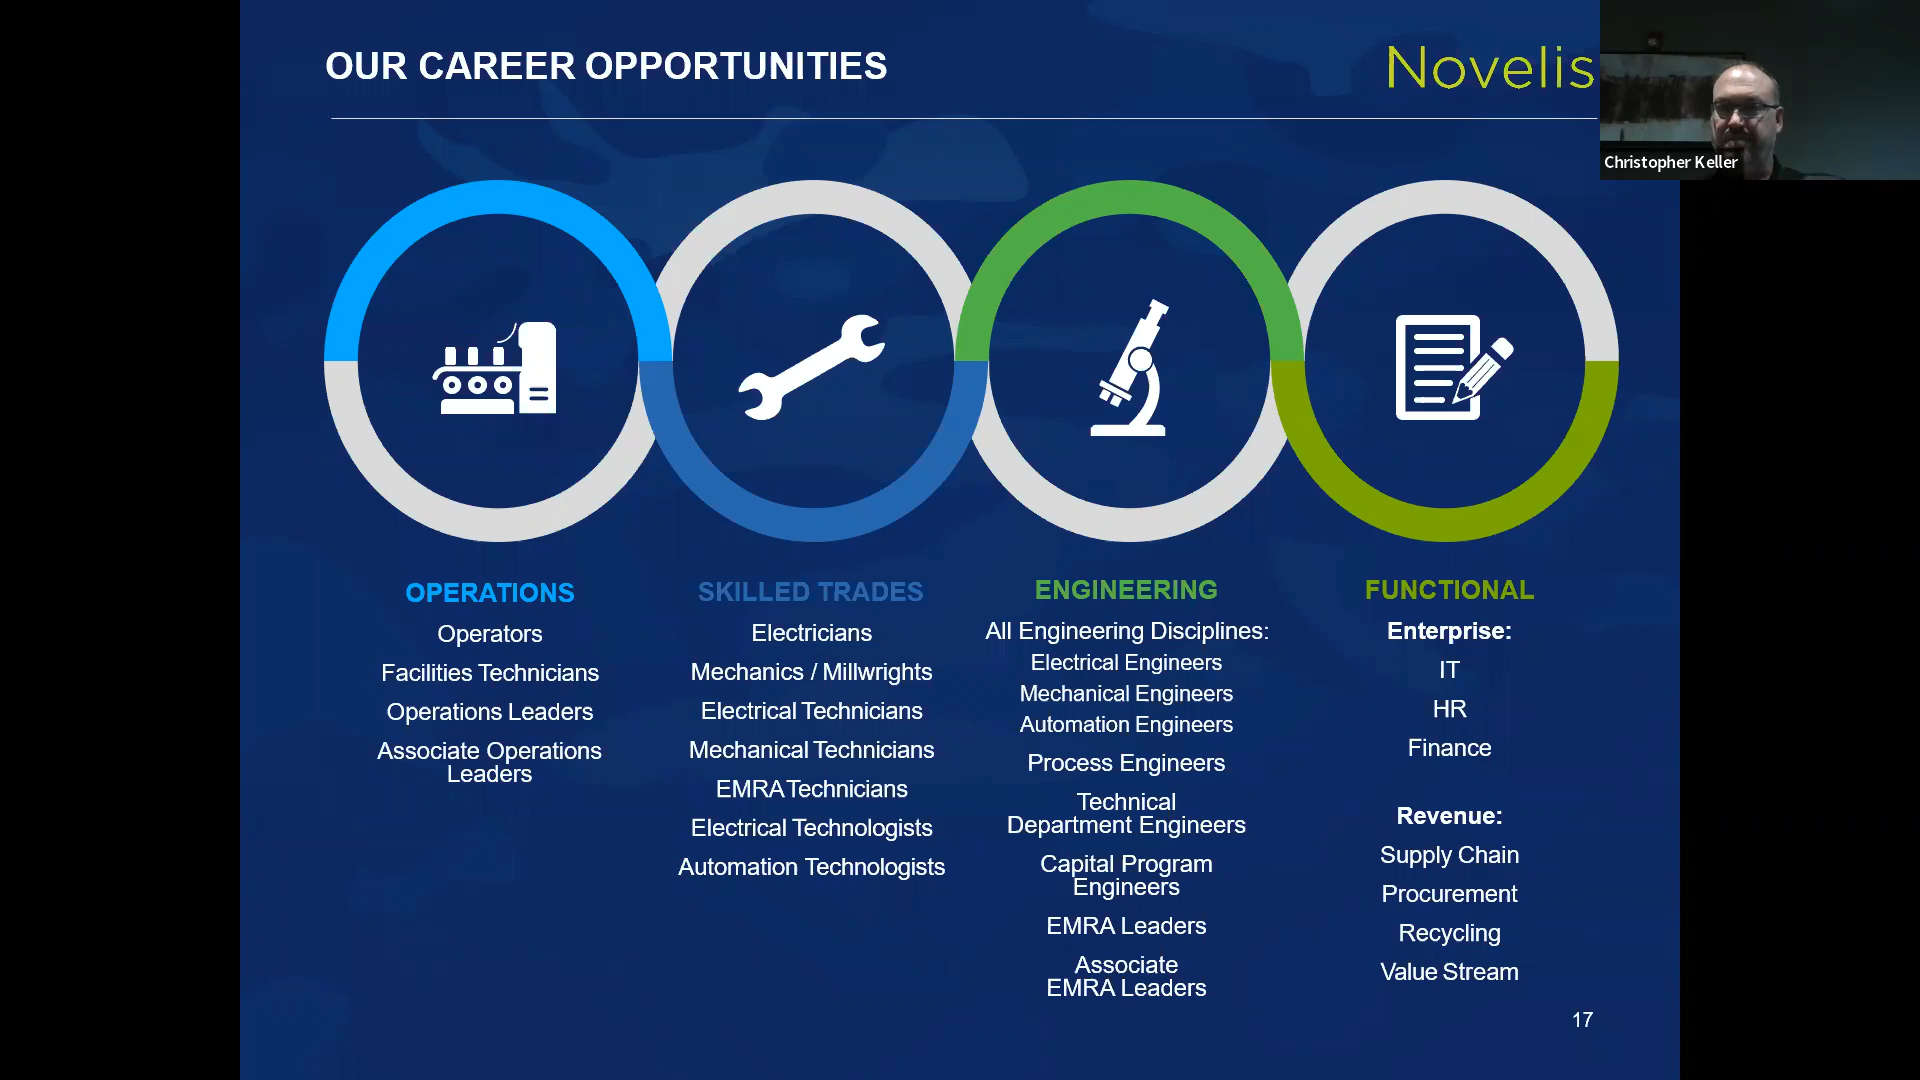 OUR CAREER OPPORTUNITIES
Novelis
Christopher Keller
OPERATIONS
Operators
Facilities Technicians
Operations Leaders
Associate Operations
Leaders
SKILLED TRADES
Electricians
Mechanics / Millwrights
Electrical Technicians
Mechanical Technicians
EMRA Technicians
Electrical Technologists
Automation Technologists
ENGINEERING
All Engineering Disciplines:
Electrical Engineers
Mechanical Engineers
Automation Engineers
Process Engineers
Technical
Department Engineers
Capital Program
Engineers
EMRA Leaders
Associate
EMRA Leaders
FUNCTIONAL
Enterprise:
IT
HR
Finance
Revenue:
Supply Chain
Procurement
Recycling
Value Stream
17